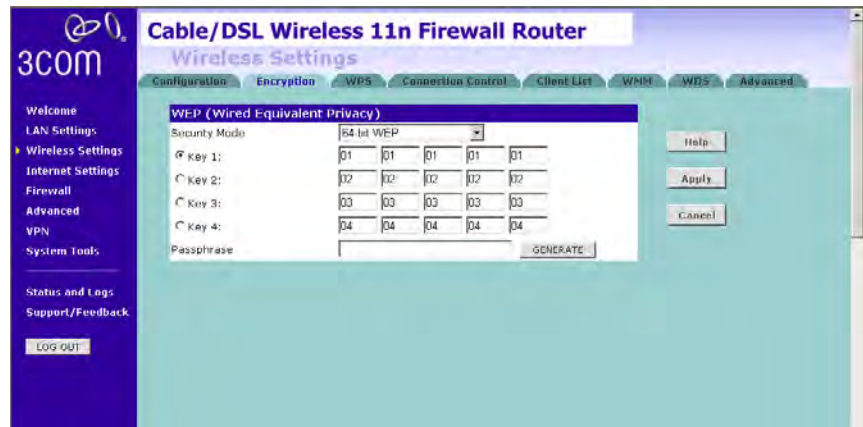 3COM
Cable/DSL Wireless 11n Firewall Router
Wireless Settings
Configuration Encryption WPS Connection Control Client List WMM WDS Advanced
Welcome
LAN Settings
Wireless Settings
Internet Settings
Firewall
Advanced
VPN
System Tools
Status and Logs
Support/Feedback
LOG OUT
WEP (Wired Equivalent Privacy)
Security Mode 64-bit WEP
Key 1: 01 01 01 01 01
Key 2: 02 02 02 02 02
Key 3: 03 03 03 03 03
Key 4: 04 04 04 04 04
Passphrase GENERATE
Help
Apply
Cancel